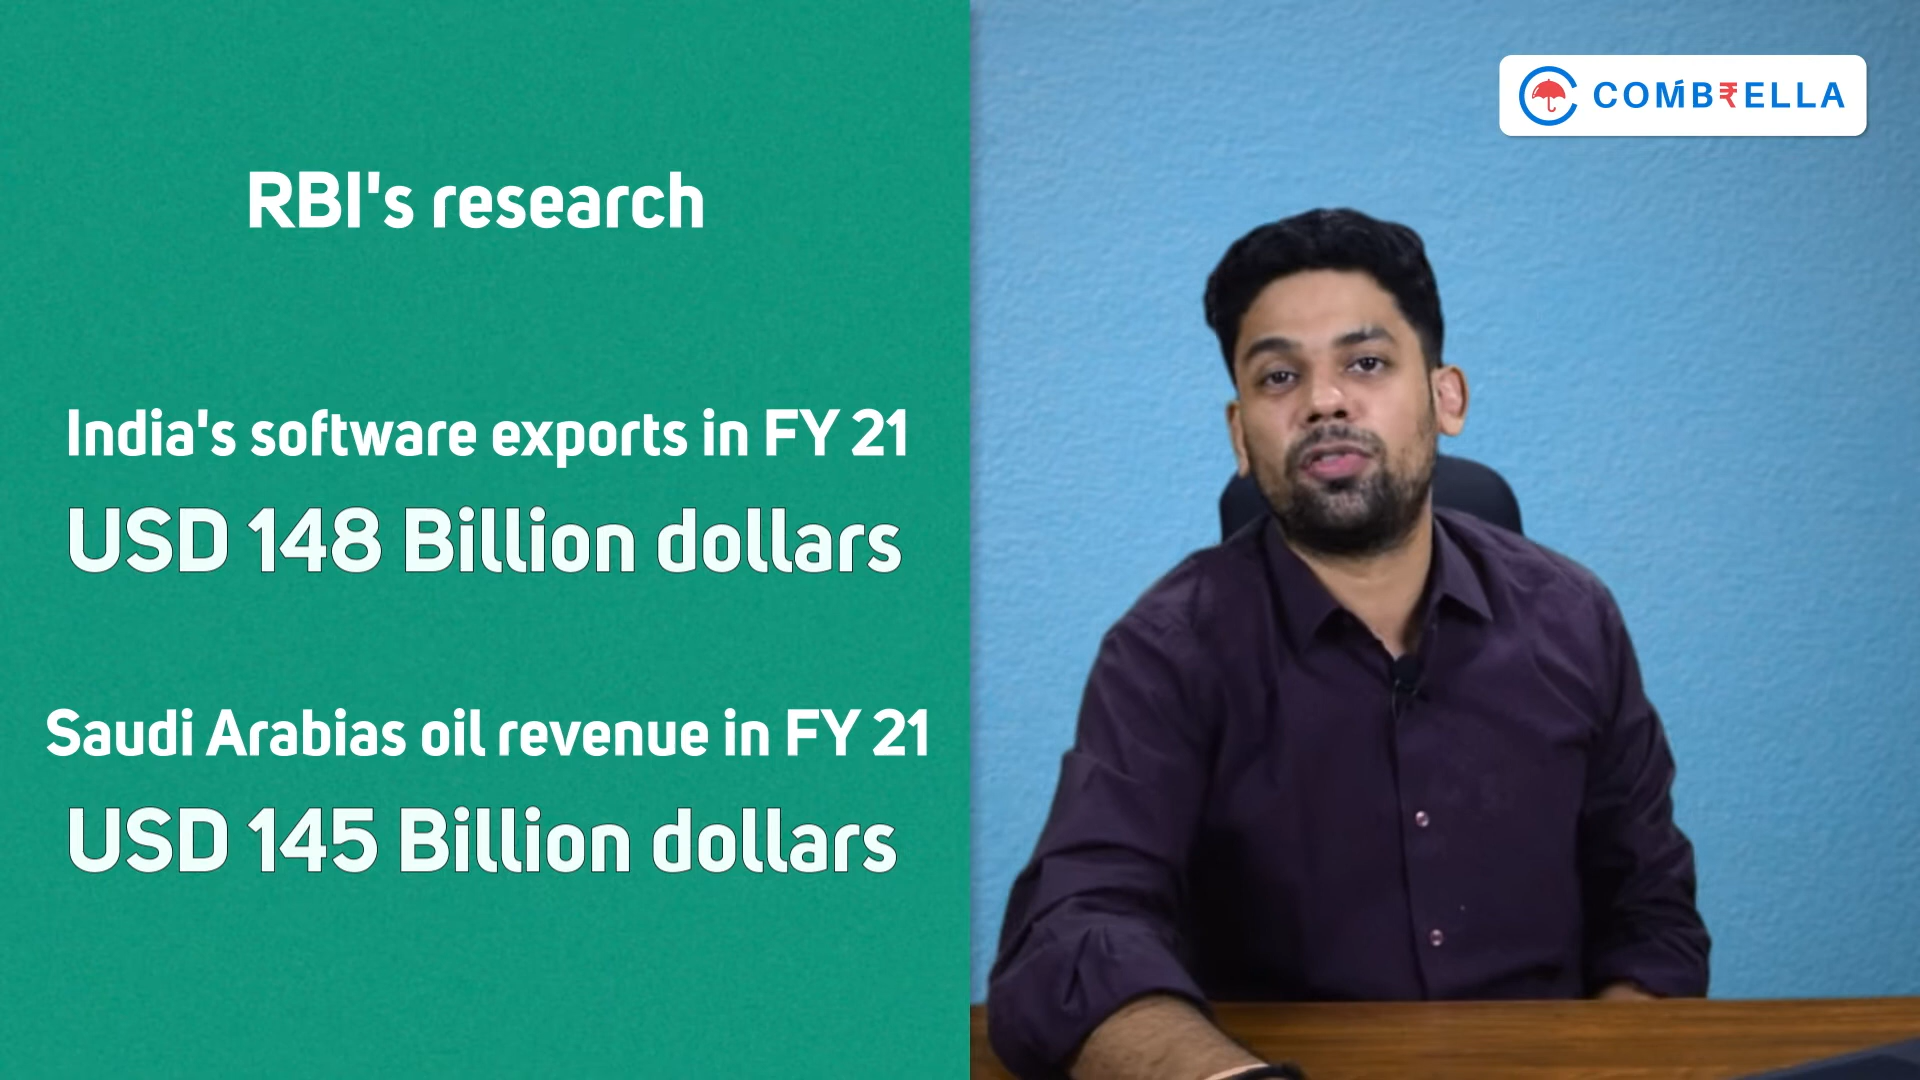 RBI's research
India's software exports in FY 21
USD 148 Billion dollars
Saudi Arabias oil revenue in FY 21
USD 145 Billion dollars
COḾB₹ELLA